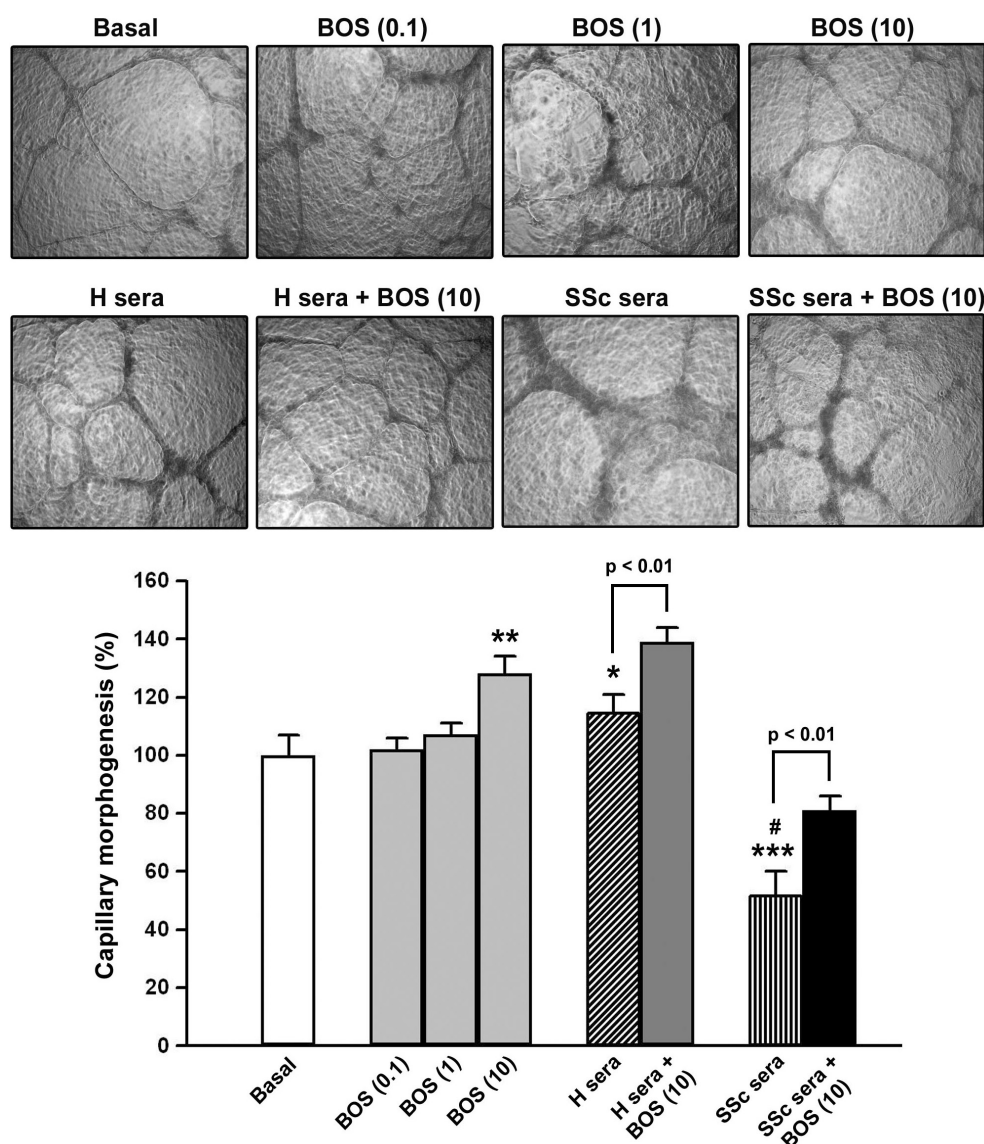 Basal
BOS (0.1)
BOS (1)
BOS (10)
H sera
H sera + BOS (10)
SSc sera
SSc sera + BOS (10)
Capillary morphogenesis (%)
160
140
120
100
80
60
40
20
0
**
p < 0.01
*
p < 0.01
#
***
Basal
BOS (0.1)
BOS (1)
BOS (10)
H sera
H sera +
BOS (10)
SSc sera
SSc sera +
BOS (10)